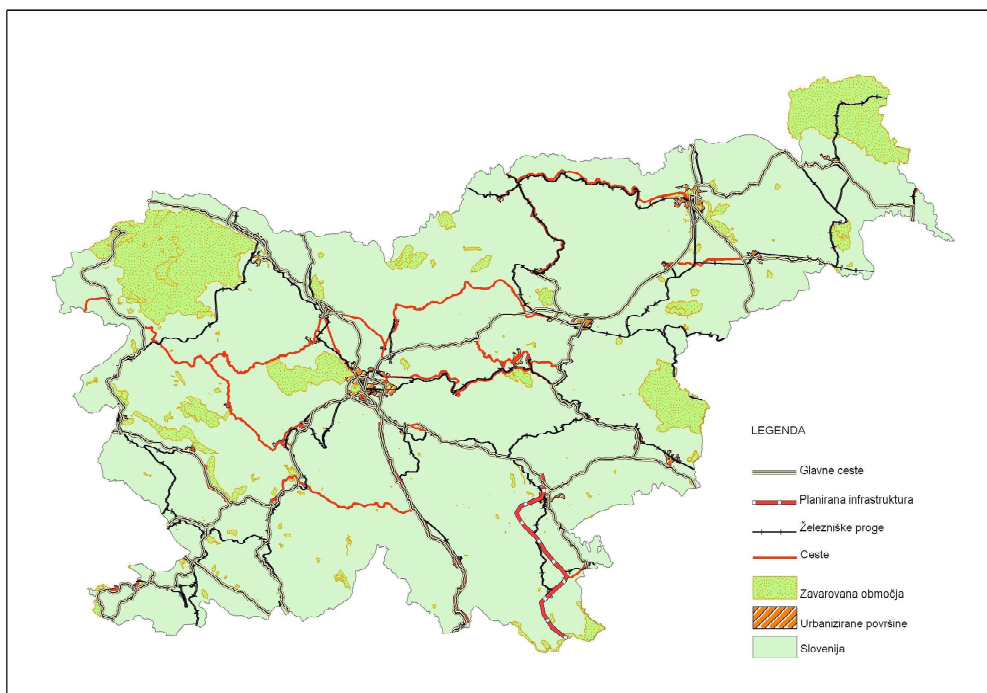 LEGENDA
Glavne ceste
Planirana infrastruktura
Železniške proge
Ceste
Zavarovana območja
Urbanizirane površine
Slovenija